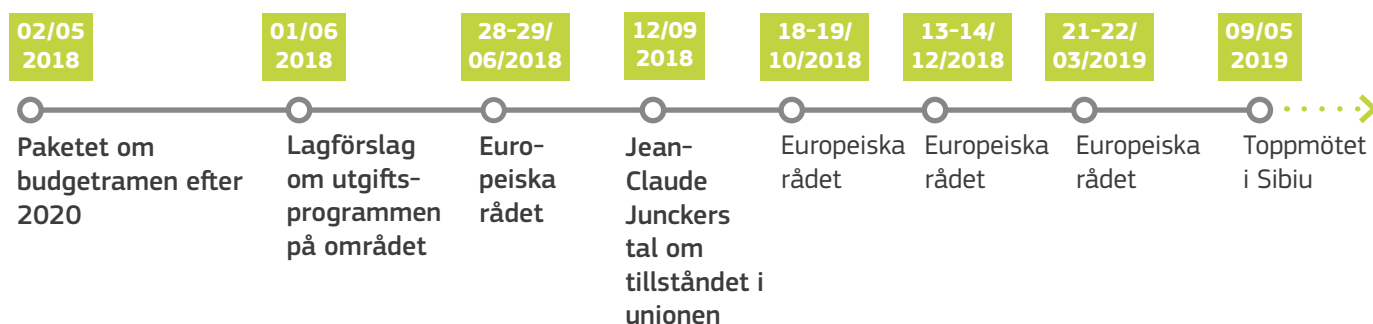 02/05
2018
Paketet om
budgetramen efter
2020
01/06
2018
Lagförslag
om utgifts-
programmen
på området
28-29/
06/2018
Euro-
peiska
rådet
12/09
2018
Jean-
Claude
Junckers
tal om
tillståndet i
unionen
18-19/
10/2018
Europeiska
rådet
13-14/
12/2018
Europeiska
rådet
21-22/
03/2019
Europeiska
rådet
09/05
2019
Toppmötet
i Sibiu